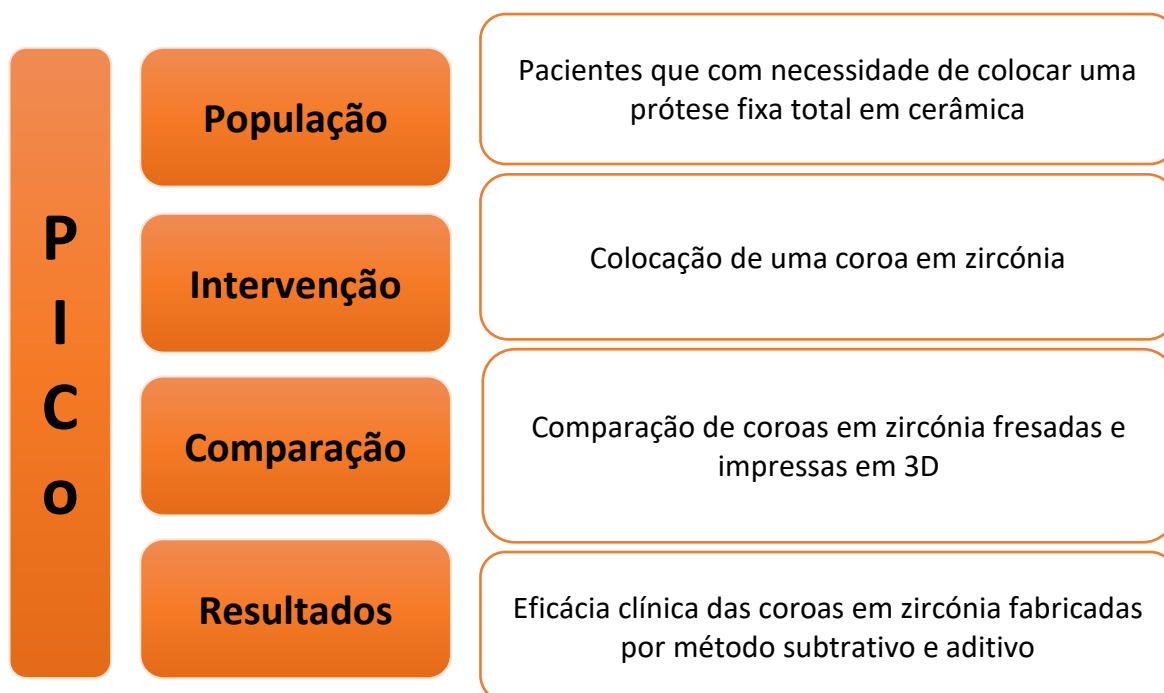 P
I
C
o
População
Pacientes que com necessidade de colocar uma
prótese fixa total em cerâmica
Intervenção
Colocação de uma coroa em zircónia
Comparação
Comparação de coroas em zircónia fresadas e
impressas em 3D
Resultados
Eficácia clínica das coroas em zircónia fabricadas
por método subtrativo e aditivo